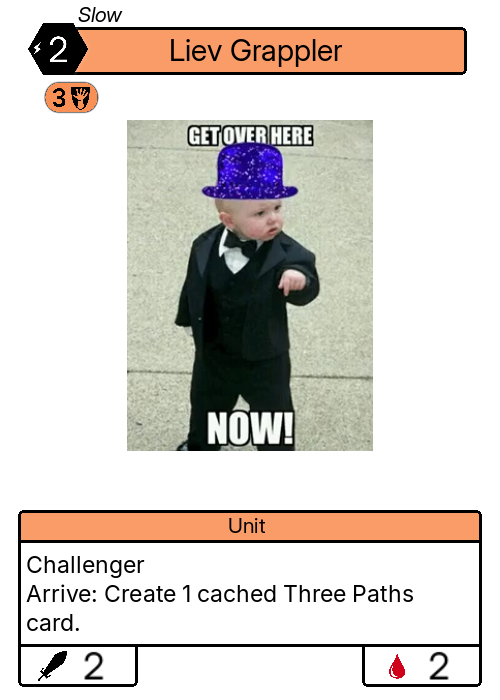 Slow
2
Liev Grappler
3
GET OVER HERE
NOW!
Unit
Challenger
Arrive: Create 1 cached Three Paths
card.
2
2